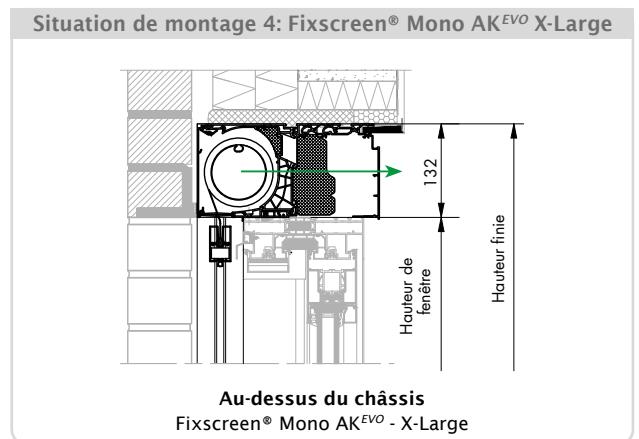 Situation de montage 4: Fixscreen® Mono AKEVO X-Large
132
Hauteur de
fenêtre
Hauteur finie
Au-dessus du châssis
Fixscreen® Mono AKEVO - X-Large